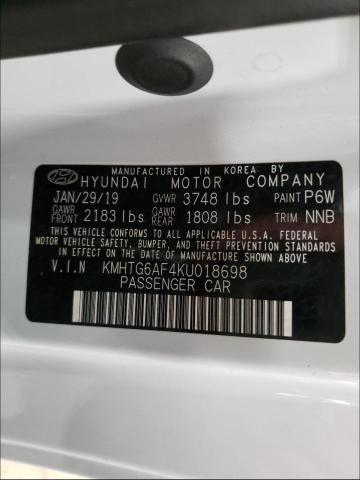 MANUFACTURED IN KOREA BY
HYUNDAI MOTOR COMPANY
JAN/29/19 GVWR 3748 lbs PAINT P6W
GAWR FRONT 2183 lbs GAWR REAR 1808 lbs TRIM NNB
THIS VEHICLE CONFORMS TO ALL APPLICABLE U.S.A. FEDERAL
MOTOR VEHICLE SAFETY, BUMPER, AND THEFT PREVENTION STANDARDS
IN EFFECT ON THE DATE OF MANUFACTURE SHOWN ABOVE.
V.I.N KMHTG6AF4KU018698
PASSENGER CAR